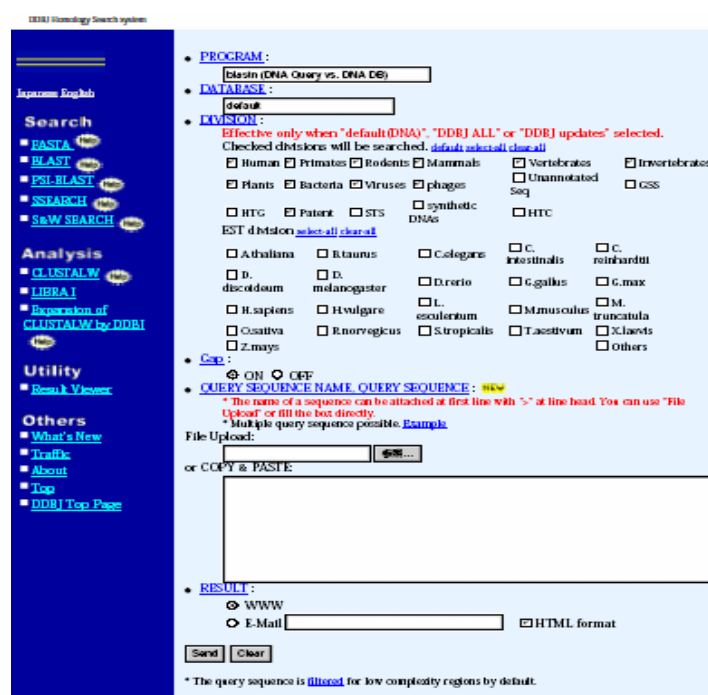 DDBJ Homology Search system
Japanese English
Search
FASTA Help
BLAST Help
PSI-BLAST Help
SSEARCH Help
S&W SEARCH Help
Analysis
CLUSTALW Help
LIBRA I
Expansion of
CLUSTALW by DDBJ
Help
Utility
Result Viewer
Others
What's New
Traffic
About
Top
DDBJ Top Page
PROGRAM :
blastn (DNA Query vs. DNA DB)
DATABASE :
default
DIVISION :
Effective only when "default(DNA)", "DDBJ ALL" or "DDBJ updates" selected.
Checked divisions will be searched. default select-all clear-all
Human Primates Rodents Mammals Vertebrates Invertebrates
Plants Bacteria Viruses phages Unannotated Seq GSS
HTG Patent STS synthetic DNAs HTC
EST division select-all clear-all
A.thaliana B.taurus C.elegans C. intestinalis C. reinhardtii
D. discoideum D. melanogaster D.rerio G.gallus G.max
H.sapiens H.vulgare L. esculentum M.musculus M. truncatula
O.sativa R.norvegicus S.tropicalis T.aestivum X.laevis
Z.mays Others
Gap :
ON OFF
QUERY SEQUENCE NAME, QUERY SEQUENCE : NEW
* The name of a sequence can be attached at first line with ">" at line head. You can use "File
Upload" or fill the box directly.
* Multiple query sequence possible. Example
File Upload:
参照...
or COPY & PASTE:
RESULT :
WWW
E-Mail HTML format
Send Clear
* The query sequence is filtered for low complexity regions by default.